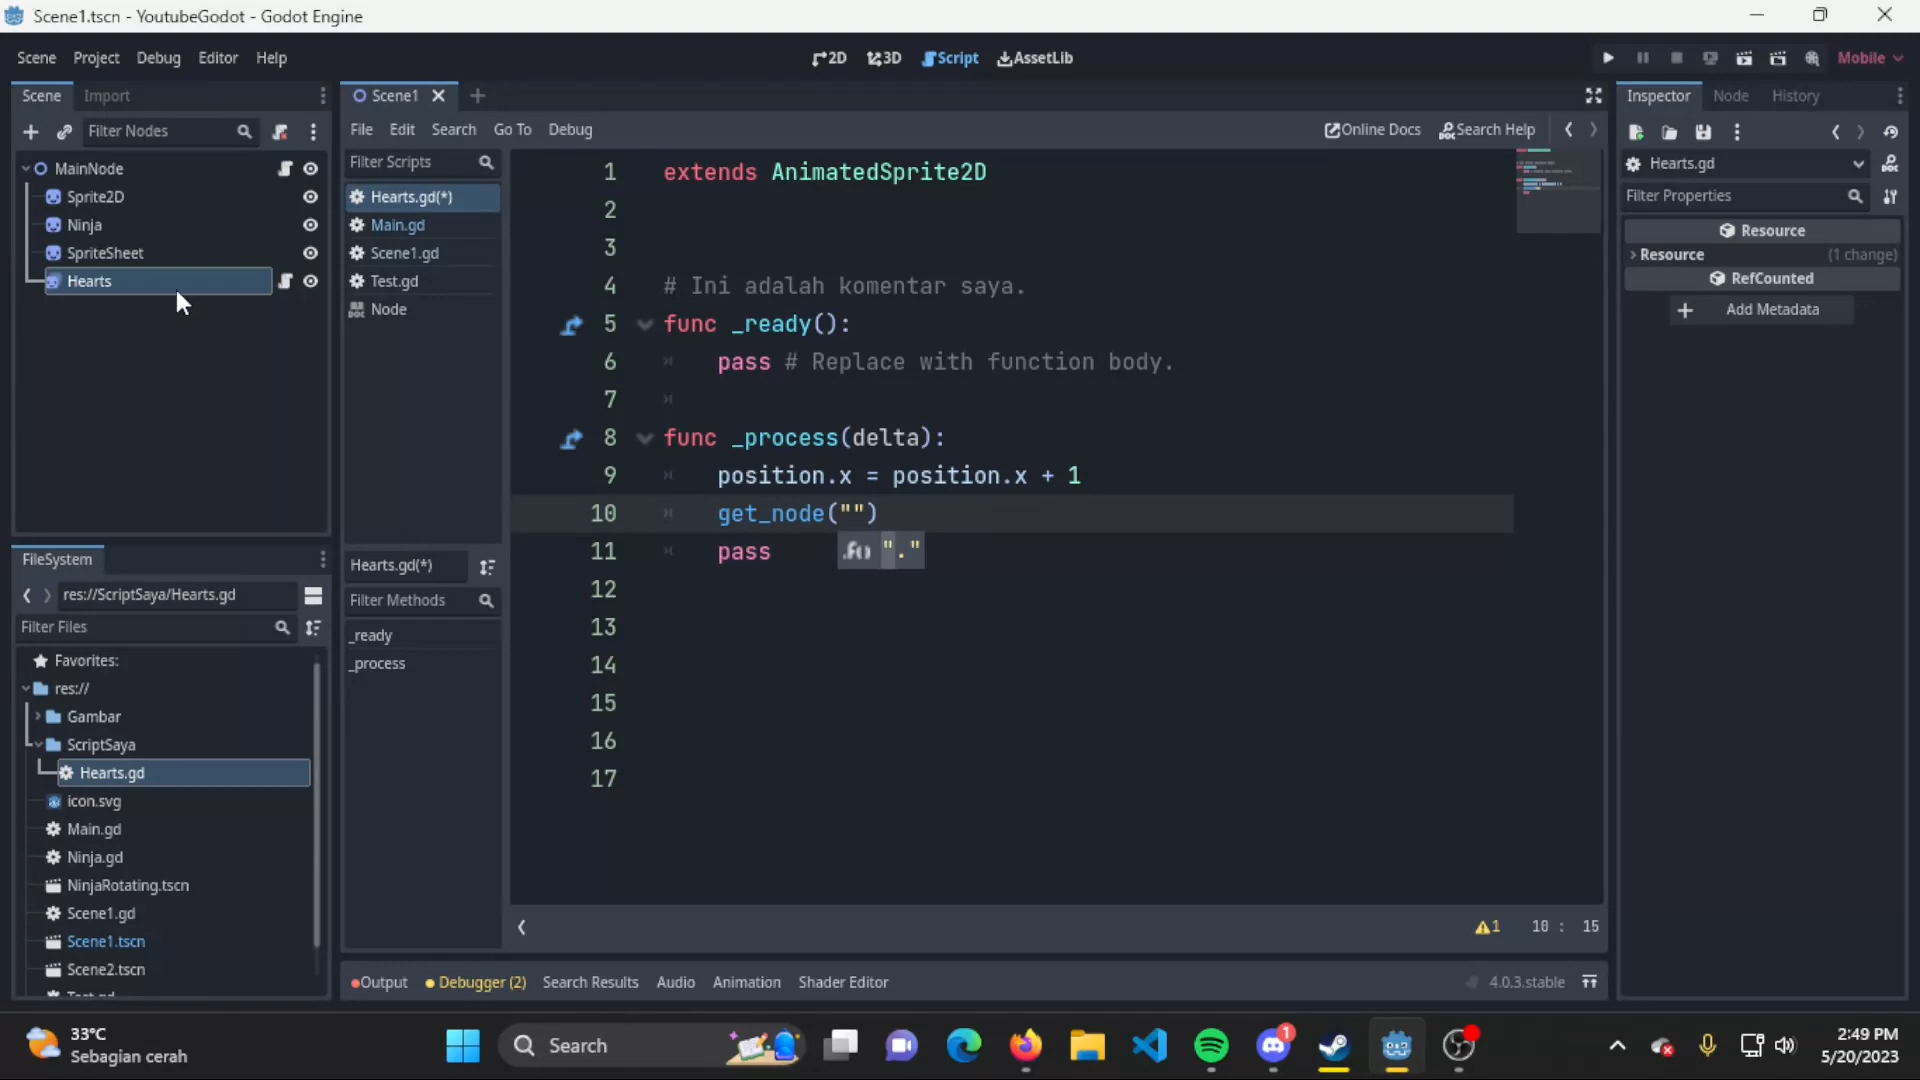 Scene1.tscn - YoutubeGodot - Godot Engine
Scene Project Debug Editor Help
2D 3D Script AssetLib
Mobile
Scene Import
Scene1
Inspector Node History
Filter Nodes
File Edit Search Go To Debug
Online Docs Search Help
MainNode
Sprite2D
Ninja
SpriteSheet
Hearts
Filter Scripts
Hearts.gd(*)
Main.gd
Scene1.gd
Test.gd
Node
Hearts.gd(*)
Filter Methods
_ready
_process
1 extends AnimatedSprite2D
2
3
4 # Ini adalah komentar saya.
5 func _ready():
6 pass # Replace with function body.
7
8 func _process(delta):
9 position.x = position.x + 1
10 get_node("")
11 pass
"."
12
13
14
15
16
17
1 10 : 15
Hearts.gd
Filter Properties
Resource
Resource (1 change)
RefCounted
Add Metadata
FileSystem
res://ScriptSaya/Hearts.gd
Filter Files
Favorites:
res://
Gambar
ScriptSaya
Hearts.gd
icon.svg
Main.gd
Ninja.gd
NinjaRotating.tscn
Scene1.gd
Scene1.tscn
Scene2.tscn
Output Debugger (2) Search Results Audio Animation Shader Editor
4.0.3.stable
33°C
Sebagian cerah
Search
1
2:49 PM
5/20/2023